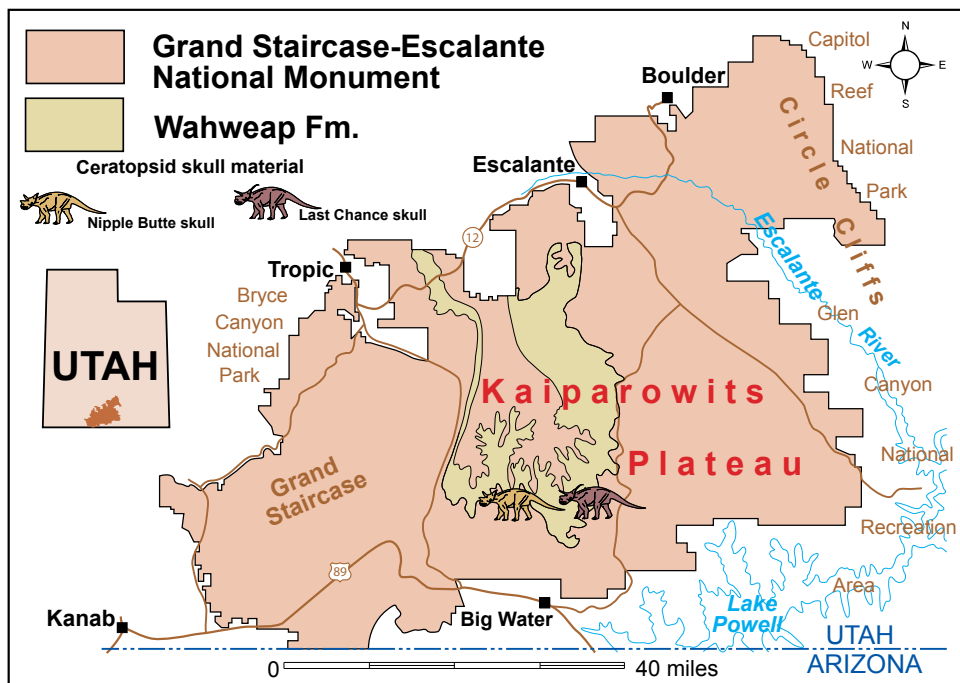 Grand Staircase-Escalante
National Monument
Wahweap Fm.
Ceratopsid skull material
Nipple Butte skull
Last Chance skull
N
W
E
S
Capitol
Reef
National
Park
Circle Cliffs
Boulder
Escalante
12
Tropic
Bryce
Canyon
National
Park
UTAH
Escalante
River
Glen
Canyon
National
Recreation
Area
Kaiparowits
Plateau
Grand
Staircase
89
Kanab
Big Water
Lake
Powell
UTAH
ARIZONA
0
40 miles